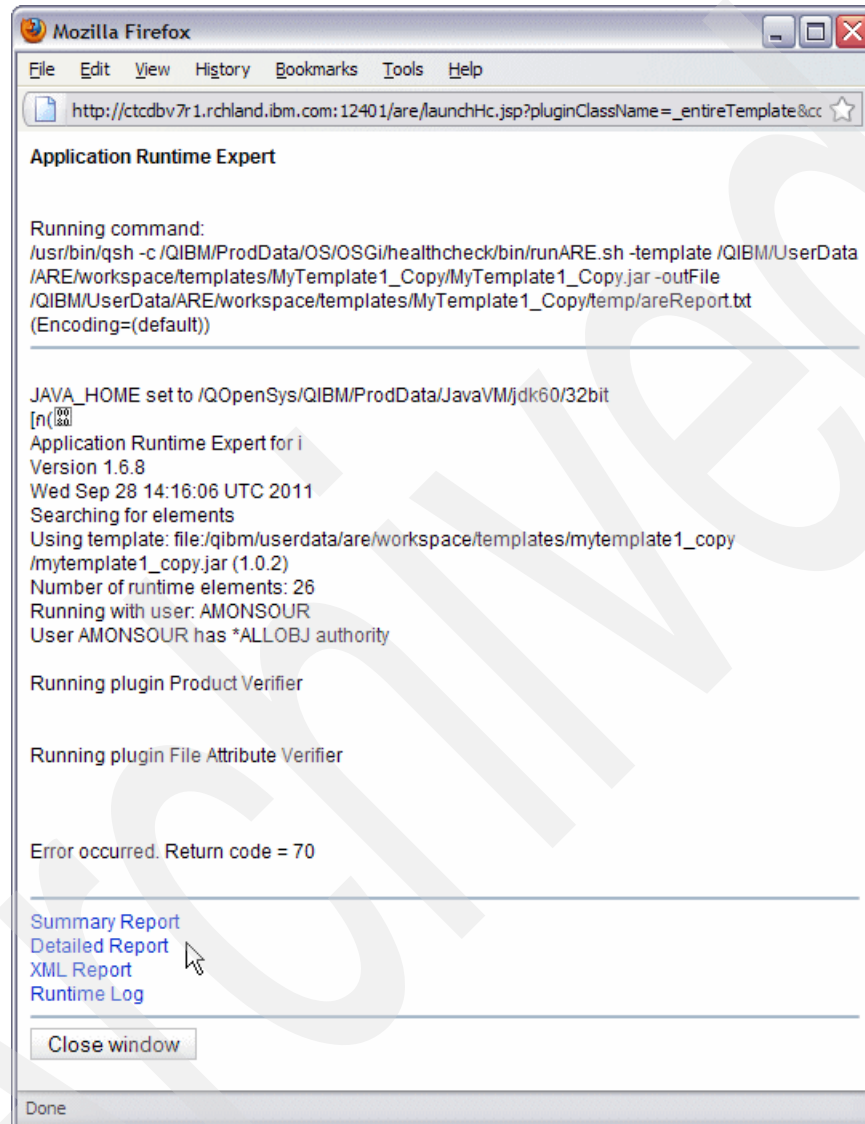 Mozilla Firefox
File Edit View History Bookmarks Tools Help
http://ctcdbv7r1.rchland.ibm.com:12401/are/launchHc.jsp?pluginClassName=_entireTemplate&cc
Application Runtime Expert
Running command:
/usr/bin/qsh -c /QIBM/ProdData/OS/OSGi/healthcheck/bin/runARE.sh -template /QIBM/UserData
/ARE/workspace/templates/MyTemplate1_Copy/MyTemplate1_Copy.jar -outFile
/QIBM/UserData/ARE/workspace/templates/MyTemplate1_Copy/temp/areReport.txt
(Encoding=(default))
JAVA_HOME set to /QOpenSys/QIBM/ProdData/JavaVM/jdk60/32bit
Application Runtime Expert for i
Version 1.6.8
Wed Sep 28 14:16:06 UTC 2011
Searching for elements
Using template: file:/qibm/userdata/are/workspace/templates/mytemplate1_copy
/mytemplate1_copy.jar (1.0.2)
Number of runtime elements: 26
Running with user: AMONSOUR
User AMONSOUR has *ALLOBJ authority
Running plugin Product Verifier
Running plugin File Attribute Verifier
Error occurred. Return code = 70
Summary Report
Detailed Report
XML Report
Runtime Log
Close window
Done